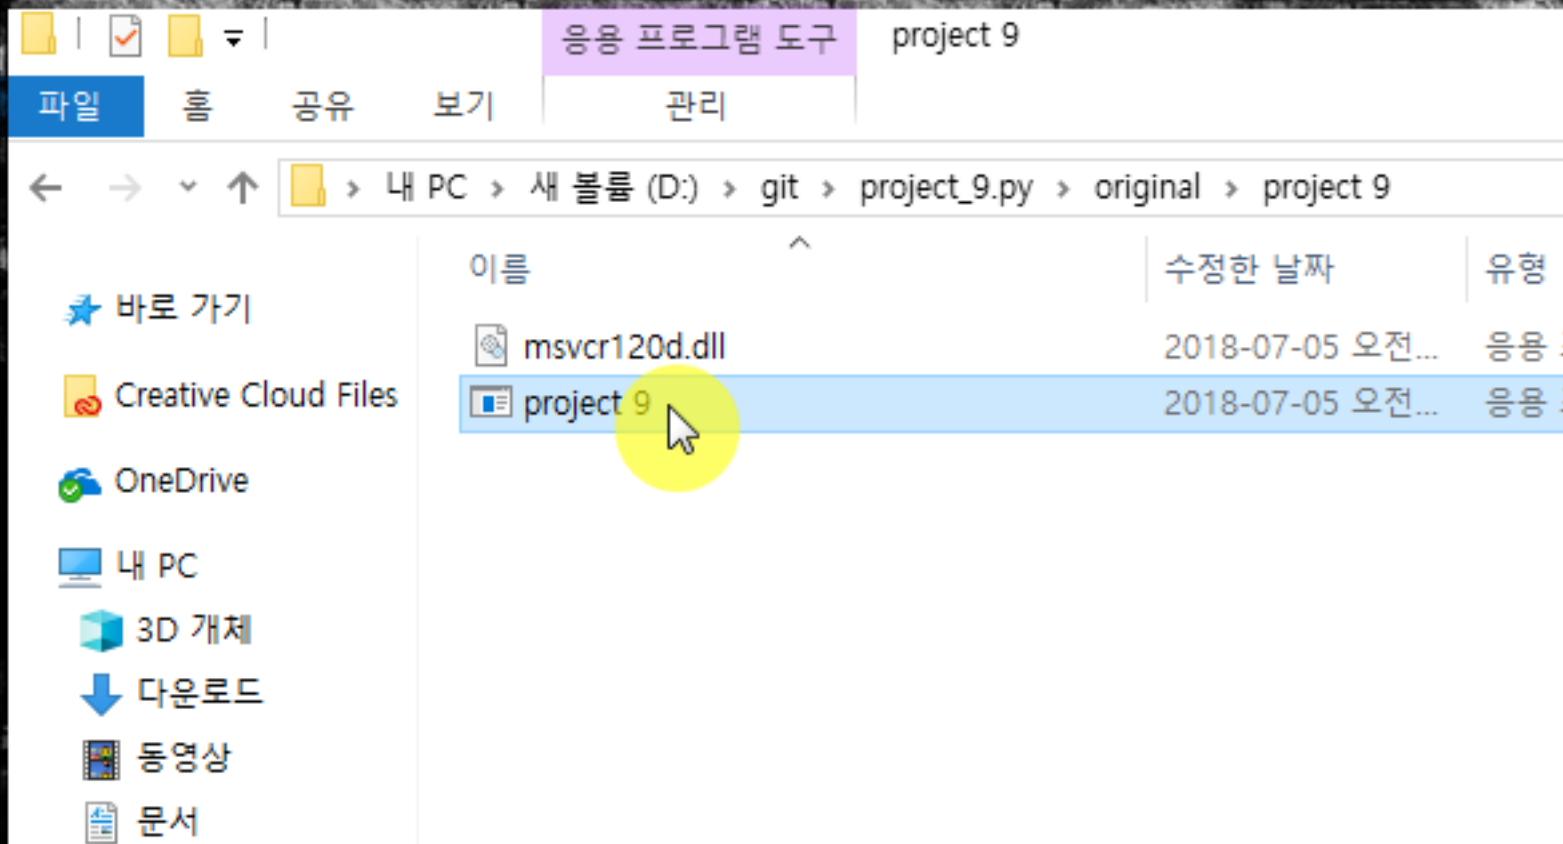 응용 프로그램 도구 project 9
파일 홈 공유 보기 관리
내 PC 새 볼륨 (D:) git project_9.py original project 9
이름 수정한 날짜 유형
바로 가기
msvcr120d.dll 2018-07-05 오전... 응용
Creative Cloud Files
project 9 2018-07-05 오전... 응용
OneDrive
내 PC
3D 개체
다운로드
동영상
문서